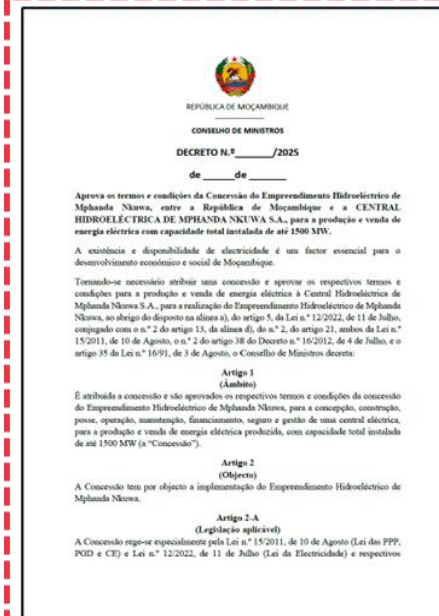 REPÚBLICA DE MOÇAMBIQUE
CONSELHO DE MINISTROS
DECRETO N.º_______/2025
de ______de _______
Aprova os termos e condições da Concessão do Empreendimento Hidroeléctrico de
Mphanda Nkuwa, entre a República de Moçambique e a CENTRAL
HIDROELÉCTRICA DE MPHANDA NKUWA S.A., para a produção e venda de
energia eléctrica com capacidade total instalada de até 1500 MW.
A existência e disponibilidade de electricidade é um factor essencial para o
desenvolvimento económico e social de Moçambique.
Tornando-se necessário atribuir uma concessão e aprovar os respectivos termos e
condições para a produção e venda de energia eléctrica à Central Hidroeléctrica de
Mphanda Nkuwa S.A., para a realização do Empreendimento Hidroeléctrico de Mphanda
Nkuwa, ao abrigo do disposto na alínea a), do artigo 5, da Lei n.º 12/2022, de 11 de Julho,
conjugado com o n.º 2 do artigo 13, da alínea d), do n.º 2, do artigo 21, ambos da Lei n.º
15/2011, de 10 de Agosto, o n.º 2 do artigo 38 do Decreto n.º 16/2012, de 4 de Julho, e o
artigo 35 da Lei n.º 16/91, de 3 de Agosto, o Conselho de Ministros decreta:
Artigo 1
(Âmbito)
É atribuída a concessão e são aprovados os respectivos termos e condições da concessão
do Empreendimento Hidroeléctrico de Mphanda Nkuwa, para a concepção, construção,
posse, operação, manutenção, financiamento, seguro e gestão de uma central eléctrica,
para a produção e venda de energia eléctrica produzida, com capacidade total instalada
de até 1500 MW (a “Concessão”).
Artigo 2
(Objecto)
A Concessão tem por objecto a implementação do Empreendimento Hidroeléctrico de
Mphanda Nkuwa.
Artigo 2-A
(Legislação aplicável)
A Concessão rege-se especialmente pela Lei n.º 15/2011, de 10 de Agosto (Lei das PPP,
PGD e CE) e Lei n.º 12/2022, de 11 de Julho (Lei da Electricidade) e respectivos